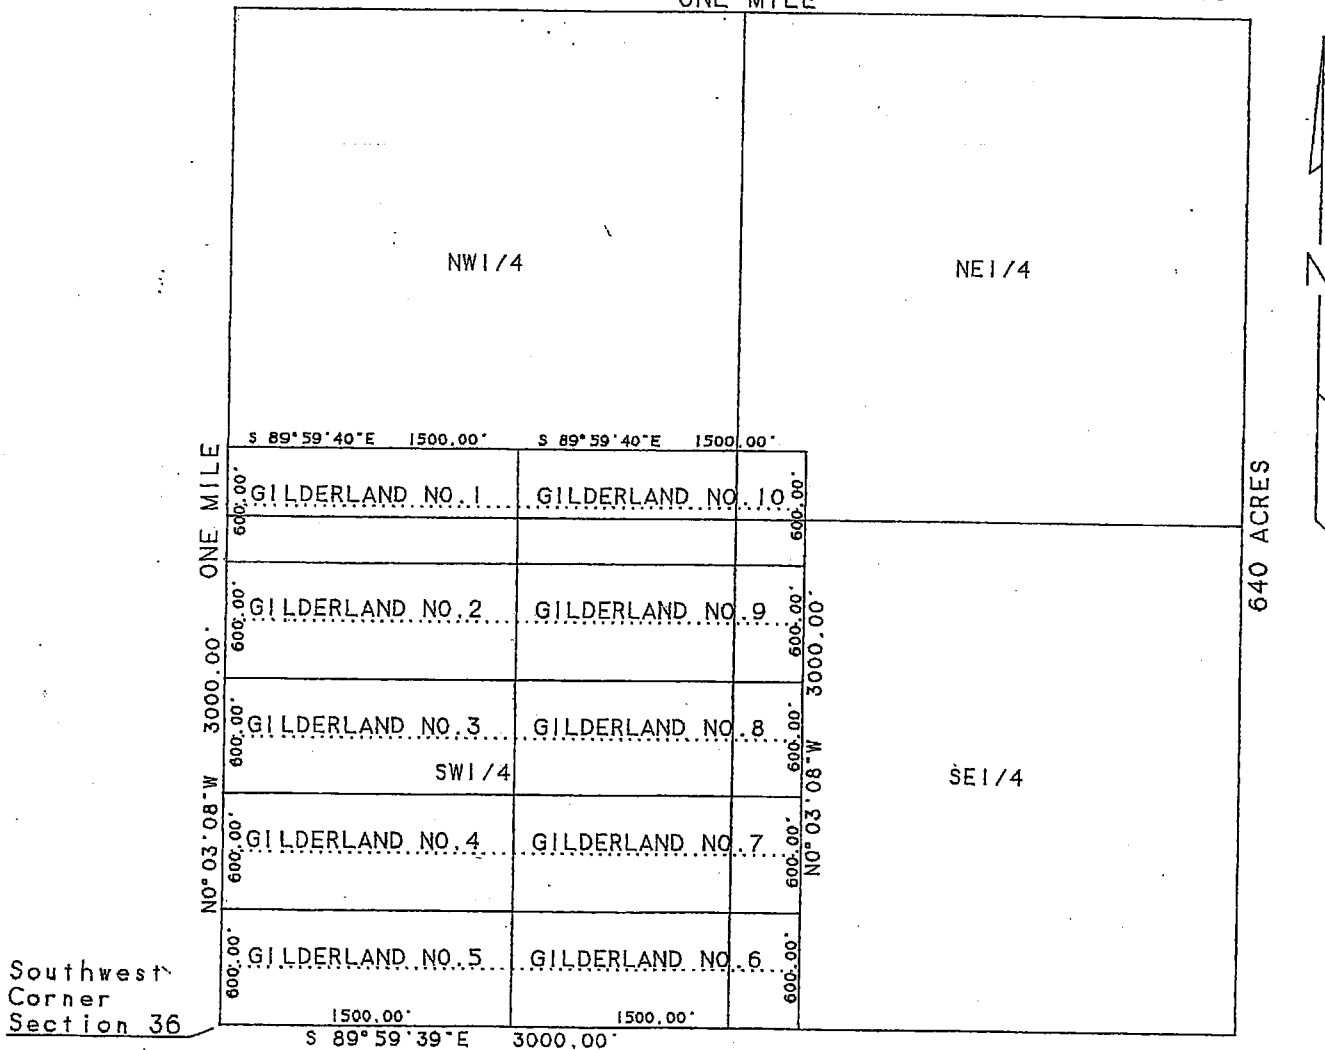 ONE MILE
NW1/4
NE1/4
N
S 89°59'40"E 1500.00'
S 89°59'40"E 1500.00'
ONE MILE
640 ACRES
600.00'
GILDERLAND NO.1
GILDERLAND NO.10
600.00'
600.00'
GILDERLAND NO.2
GILDERLAND NO.9
600.00'
N0°03'08"W 3000.00'
N0°03'08"W 3000.00'
600.00'
GILDERLAND NO.3
GILDERLAND NO.8
600.00'
SW1/4
SE1/4
600.00'
GILDERLAND NO.4
GILDERLAND NO.7
600.00'
600.00'
GILDERLAND NO.5
GILDERLAND NO.6
600.00'
Southwest
Corner
Section 36
1500.00'
1500.00'
S 89°59'39"E 3000.00'